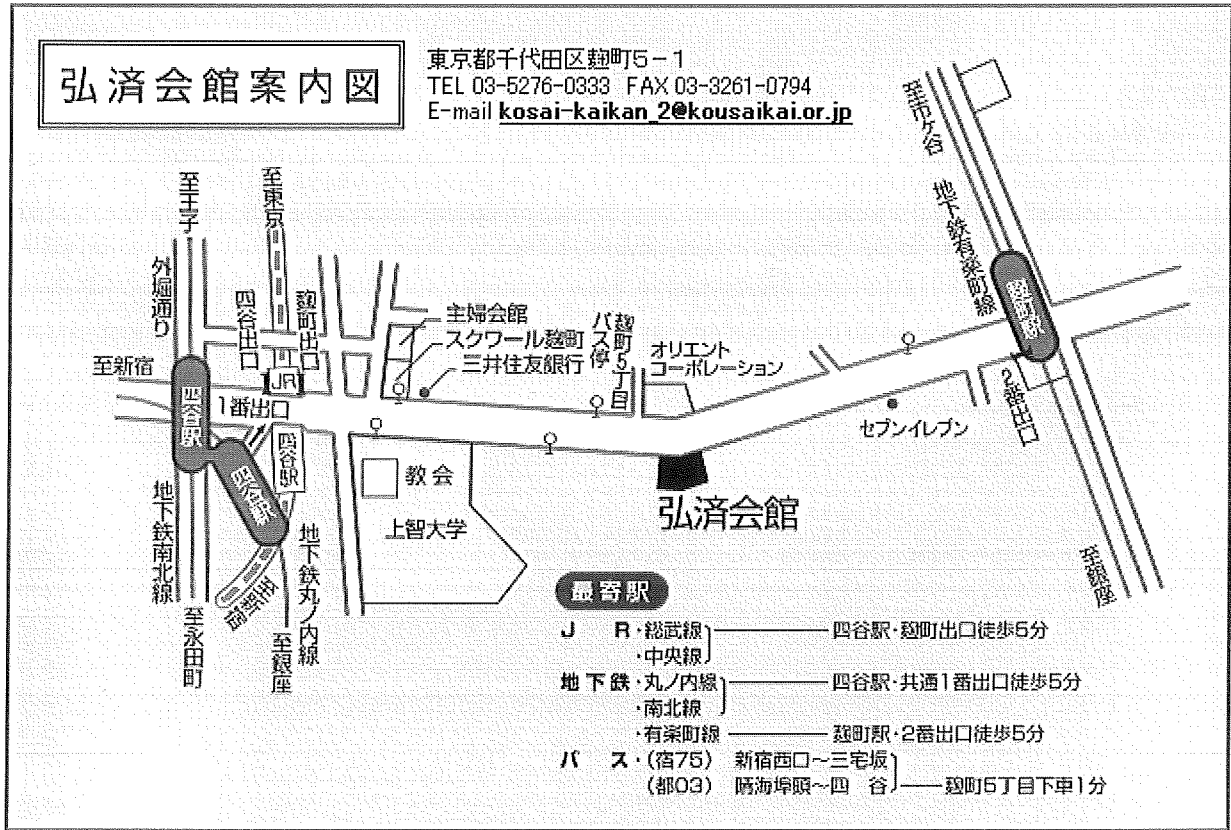 弘済会館案内図
東京都千代田区麹町5-1
TEL 03-5276-0333 FAX 03-3261-0794
E-mail kosai-kaikan_2@kousaikai.or.jp
至王子
至東京
至市ヶ谷
外堀通り
四谷出口
麹町出口
地下鉄有楽町線
麹町駅
主婦会館
スクワール麹町
三井住友銀行
麹町5丁目
バス停
オリエント
コーポレーション
至新宿
JR
1番出口
四谷駅
四谷駅
四谷駅
2番出口
セブンイレブン
教会
上智大学
弘済会館
地下鉄南北線
至永田町
至新宿
地下鉄丸ノ内線
至銀座
至銀座
最寄駅
J R・総武線
・中央線
四谷駅・麹町出口徒歩5分
地下鉄・丸ノ内線
・南北線
四谷駅・共通1番出口徒歩5分
・有楽町線
麹町駅・2番出口徒歩5分
バ ス・(宿75) 新宿西口~三宅坂
(都03) 晴海埠頭~四 谷
麹町5丁目下車1分